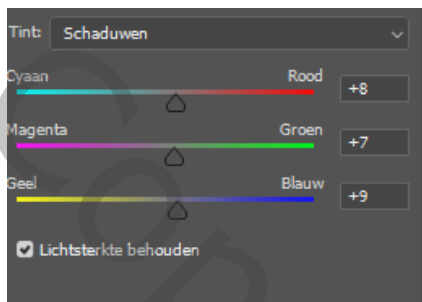 Tint: Schaduwen
Cyaan Rood +8
Magenta Groen +7
Geel Blauw +9
Lichtsterkte behouden